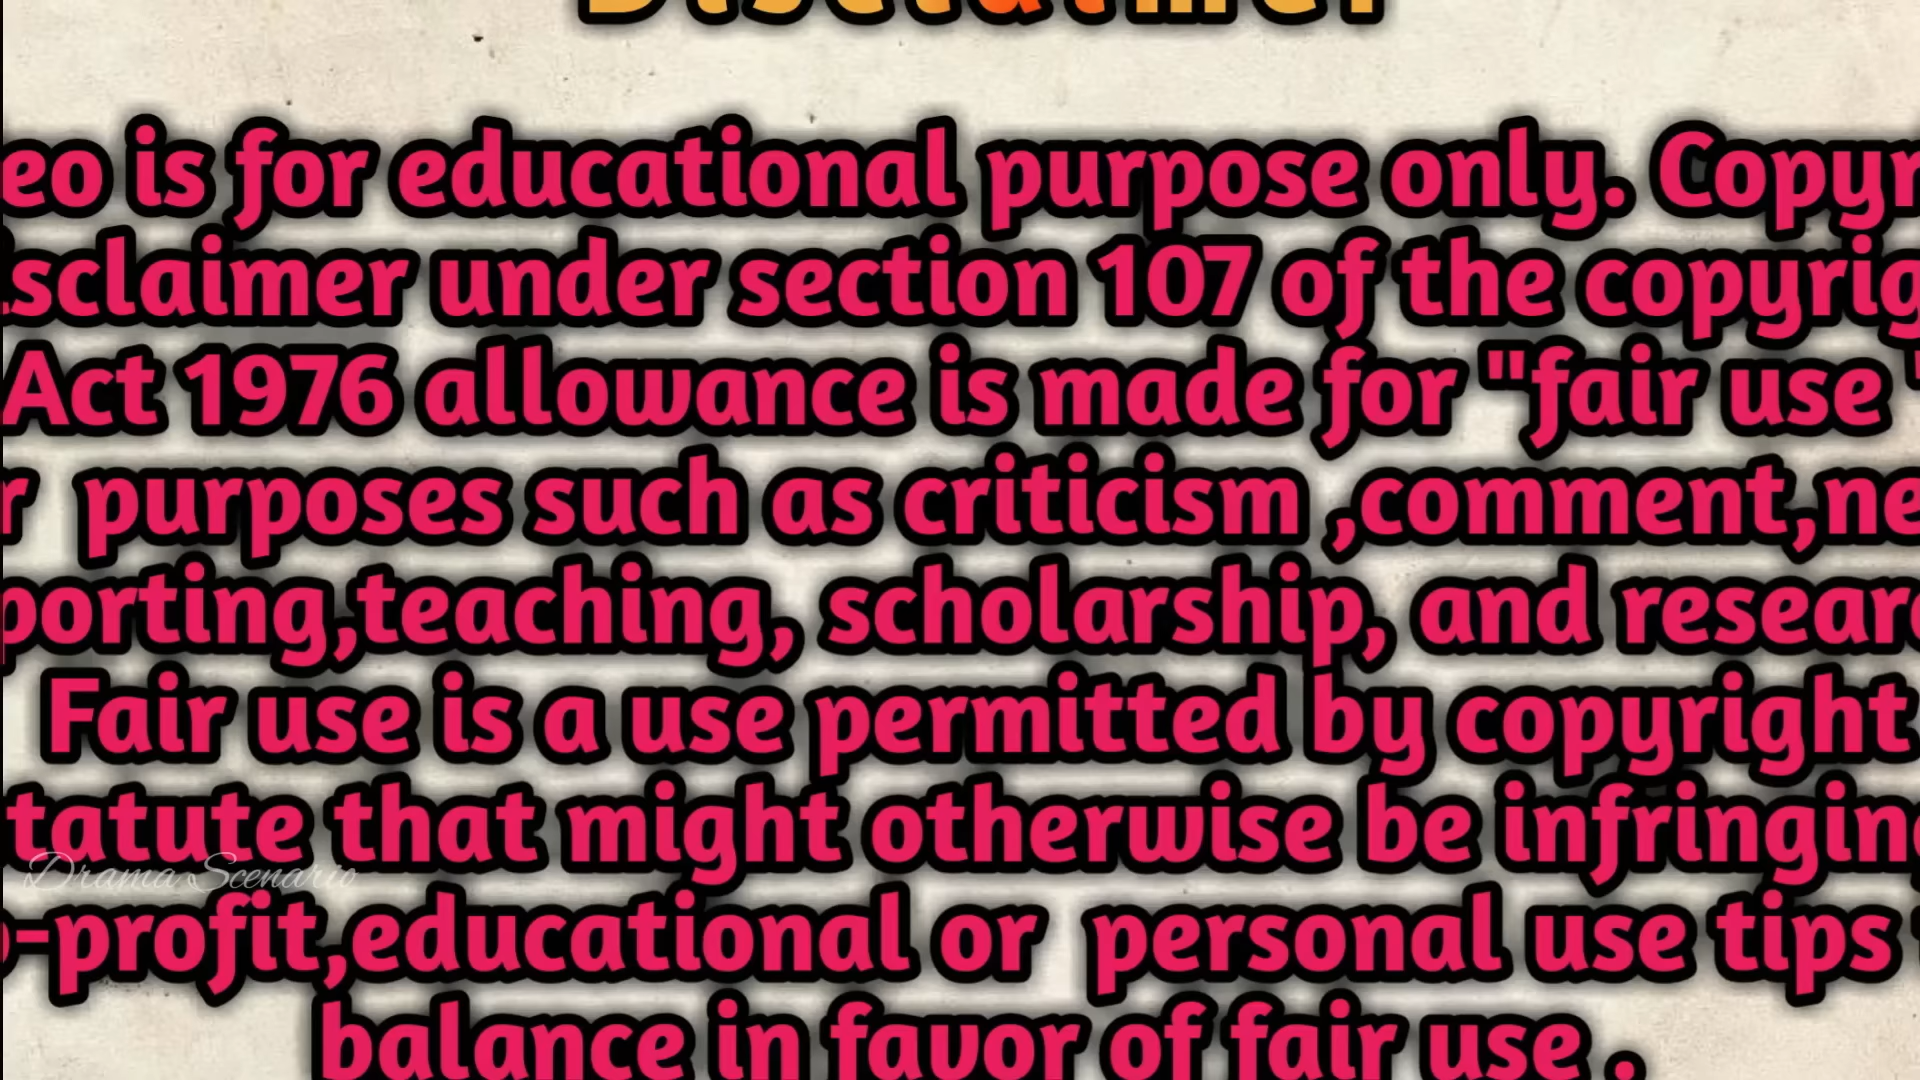 Disclaimer
eo is for educational purpose only. Copyr
sclaimer under section 107 of the copyrig
Act 1976 allowance is made for "fair use "
r purposes such as criticism ,comment,ne
porting,teaching, scholarship, and researc
Fair use is a use permitted by copyright
tatute that might otherwise be infringing
Drama Scenario
-profit,educational or personal use tips
balance in favor of fair use .